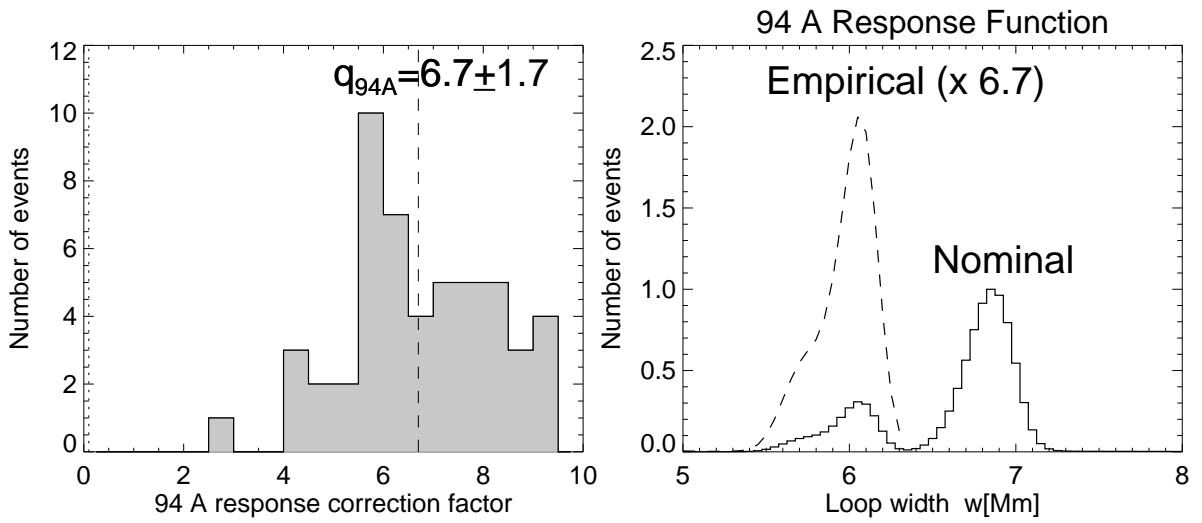 q94A=6.7±1.7
12
10
8
6
4
2
0
Number of events
0 2 4 6 8 10
94 A response correction factor
94 A Response Function
Empirical (x 6.7)
Nominal
2.5
2.0
1.5
1.0
0.5
0.0
Number of events
5 6 7 8
Loop width w[Mm]